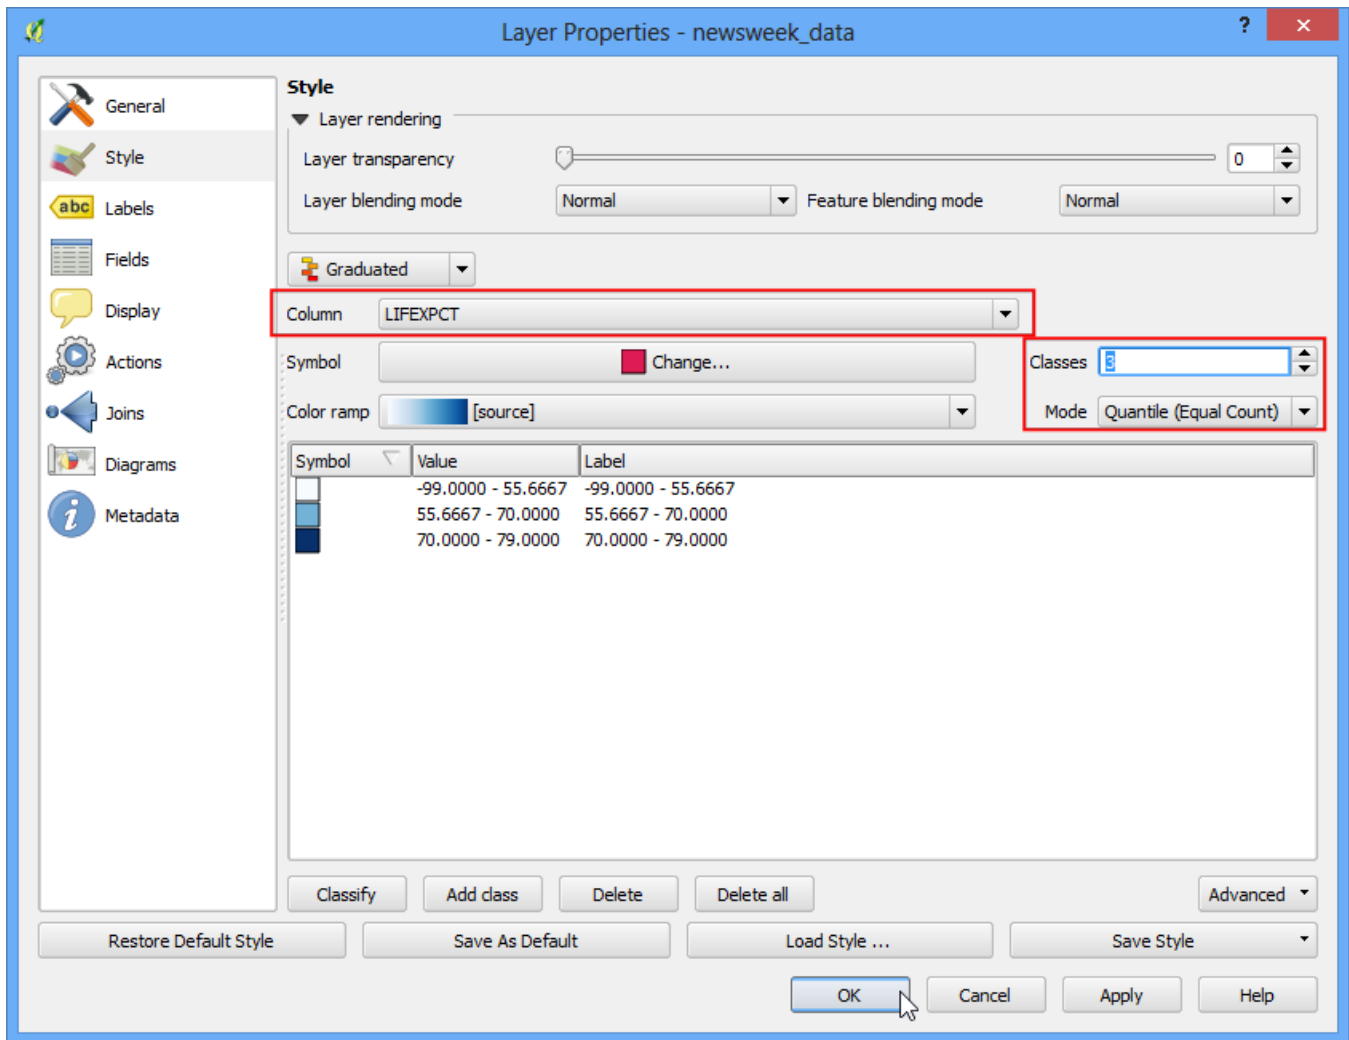 Layer Properties - newsweek_data
?
General
Style
abc Labels
Fields
Display
Actions
Joins
Diagrams
i Metadata
Style
Layer rendering
Layer transparency 0
Layer blending mode Normal Feature blending mode Normal
Graduated
Column LIFEXPCT
Symbol Change... Classes 3
Color ramp [source] Mode Quantile (Equal Count)
Symbol Value Label
-99.0000 - 55.6667 -99.0000 - 55.6667
55.6667 - 70.0000 55.6667 - 70.0000
70.0000 - 79.0000 70.0000 - 79.0000
Classify Add class Delete Delete all Advanced
Restore Default Style Save As Default Load Style ... Save Style
OK Cancel Apply Help